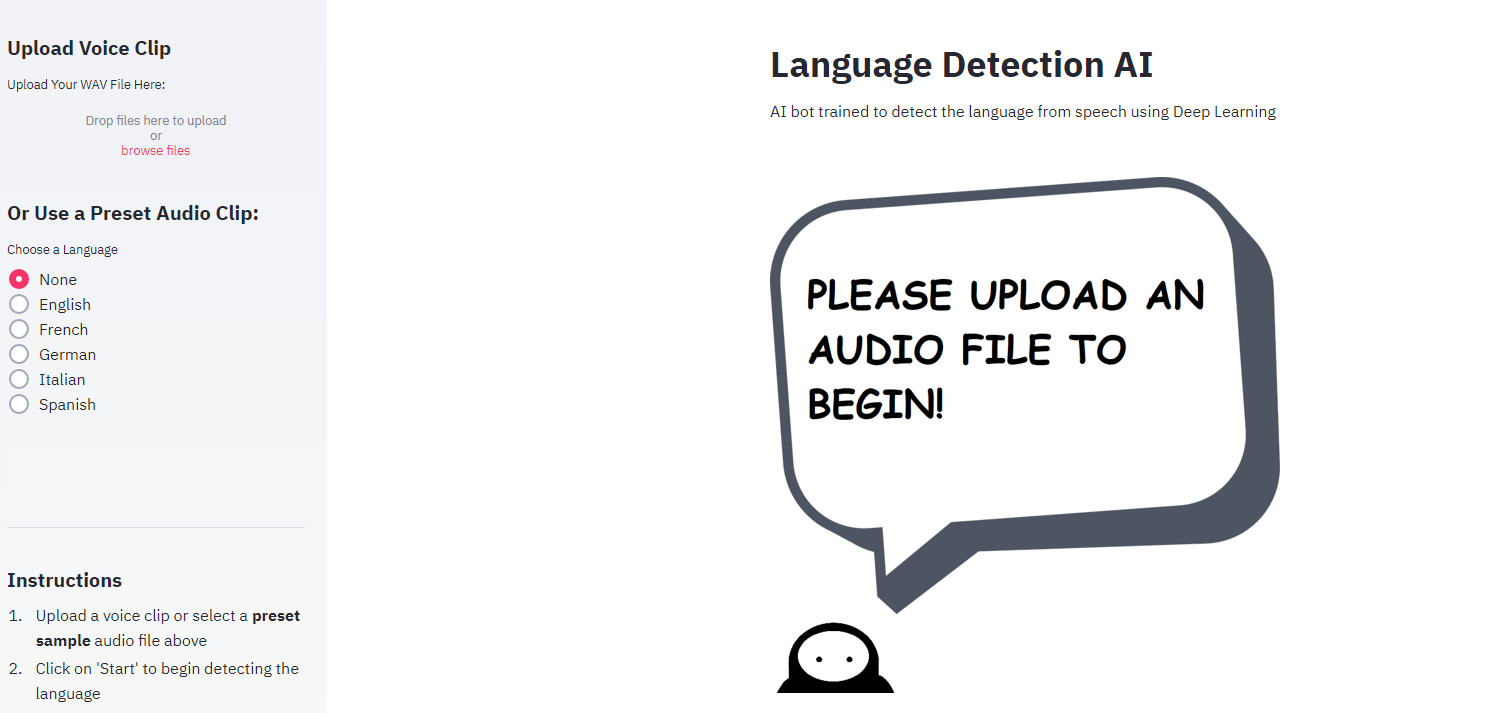 Upload Voice Clip
Upload Your WAV File Here:
Drop files here to upload
or
browse files
Or Use a Preset Audio Clip:
Choose a Language
None
English
French
German
Italian
Spanish
Instructions
1. Upload a voice clip or select a preset
sample audio file above
2. Click on 'Start' to begin detecting the
language
Language Detection AI
AI bot trained to detect the language from speech using Deep Learning
PLEASE UPLOAD AN
AUDIO FILE TO
BEGIN!